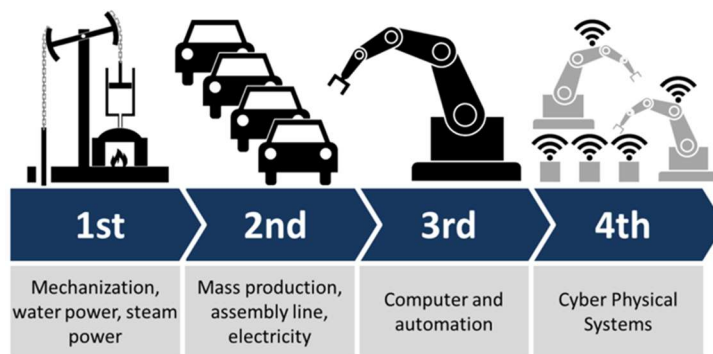 1st
2nd
3rd
4th
Mechanization,
water power, steam
power
Mass production,
assembly line,
electricity
Computer and
automation
Cyber Physical
Systems